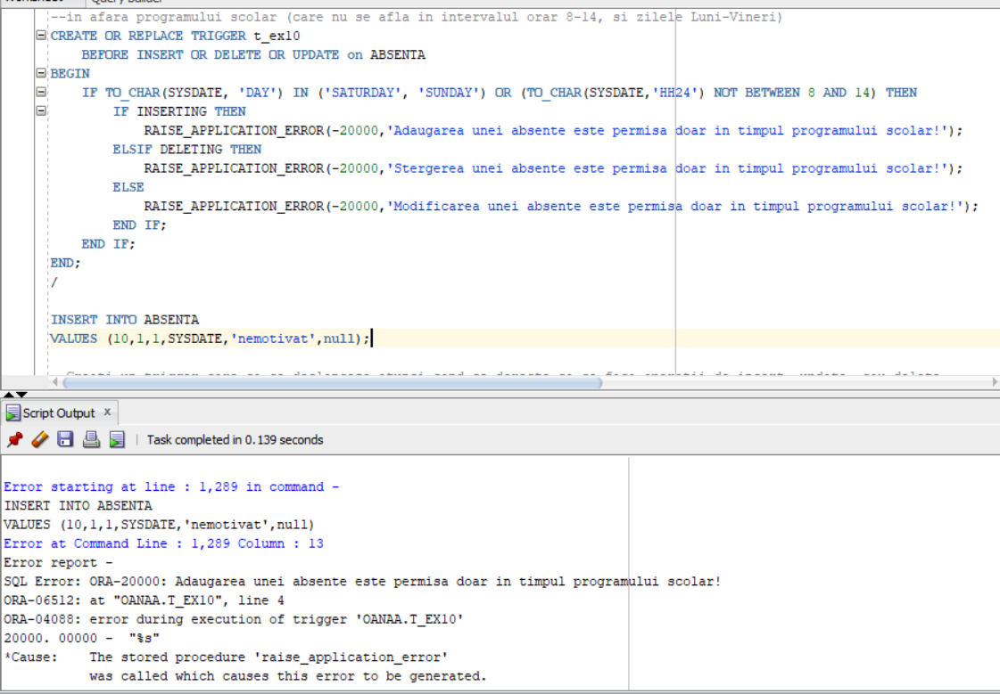 Query Builder
--in afara programului scolar (care nu se afla in intervalul orar 8-14, si zilele Luni-Vineri)
CREATE OR REPLACE TRIGGER t_ex10
    BEFORE INSERT OR DELETE OR UPDATE on ABSENTA
BEGIN
    IF TO_CHAR(SYSDATE, 'DAY') IN ('SATURDAY', 'SUNDAY') OR (TO_CHAR(SYSDATE,'HH24') NOT BETWEEN 8 AND 14) THEN
        IF INSERTING THEN
            RAISE_APPLICATION_ERROR(-20000,'Adaugarea unei absente este permisa doar in timpul programului scolar!');
        ELSIF DELETING THEN
            RAISE_APPLICATION_ERROR(-20000,'Stergerea unei absente este permisa doar in timpul programului scolar!');
        ELSE
            RAISE_APPLICATION_ERROR(-20000,'Modificarea unei absente este permisa doar in timpul programului scolar!');
        END IF;
    END IF;
END;
/
INSERT INTO ABSENTA
VALUES (10,1,1,SYSDATE,'nemotivat',null);
Script Output x
Task completed in 0.139 seconds
Error starting at line : 1,289 in command -
INSERT INTO ABSENTA
VALUES (10,1,1,SYSDATE,'nemotivat',null)
Error at Command Line : 1,289 Column : 13
Error report -
SQL Error: ORA-20000: Adaugarea unei absente este permisa doar in timpul programului scolar!
ORA-06512: at "OANAA.T_EX10", line 4
ORA-04088: error during execution of trigger 'OANAA.T_EX10'
20000. 00000 -  "%s"
*Cause:    The stored procedure 'raise_application_error'
           was called which causes this error to be generated.